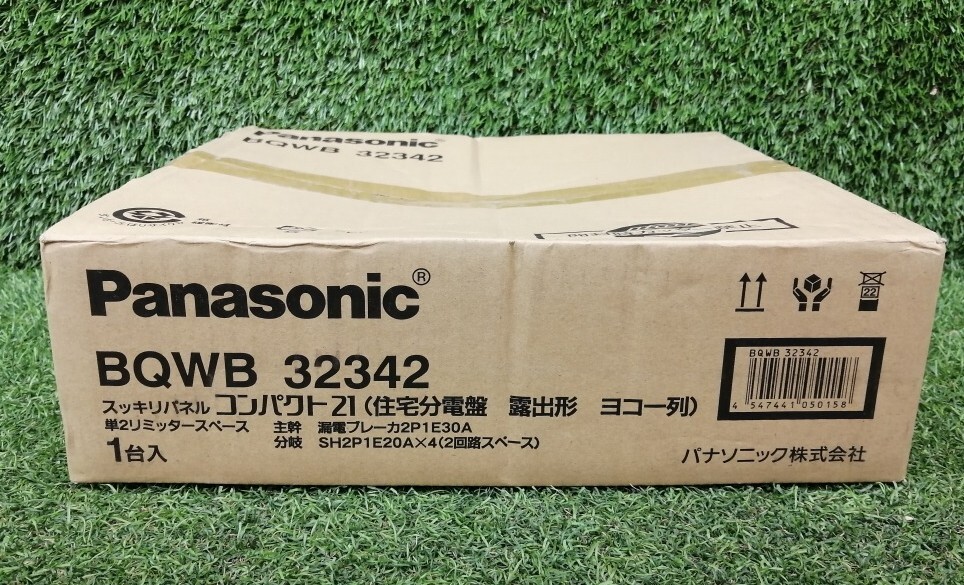 Panasonic
BQWB 32342
Panasonic®
BQWB 32342
スッキリパネル コンパクト21(住宅分電盤 露出形 ヨコ一列)
単2リミッタースペース 主幹 漏電ブレーカ2P1E30A
分岐 SH2P1E20A×4(2回路スペース)
1台入
22
BQWB 32342
4 547441 050158
パナソニック株式会社